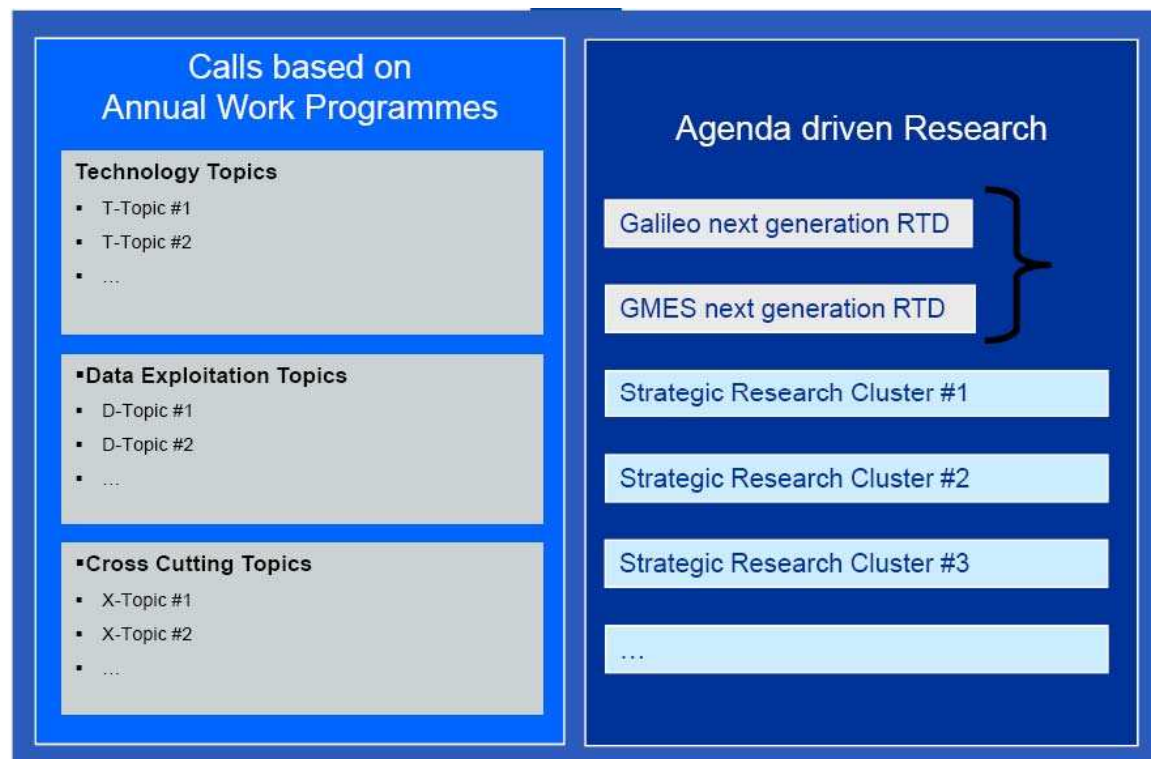 Calls based on
Annual Work Programmes
Technology Topics
▪ T-Topic #1
▪ T-Topic #2
▪ ...
▪Data Exploitation Topics
▪ D-Topic #1
▪ D-Topic #2
▪ ...
▪Cross Cutting Topics
▪ X-Topic #1
▪ X-Topic #2
▪ ...
Agenda driven Research
Galileo next generation RTD
GMES next generation RTD
Strategic Research Cluster #1
Strategic Research Cluster #2
Strategic Research Cluster #3
...